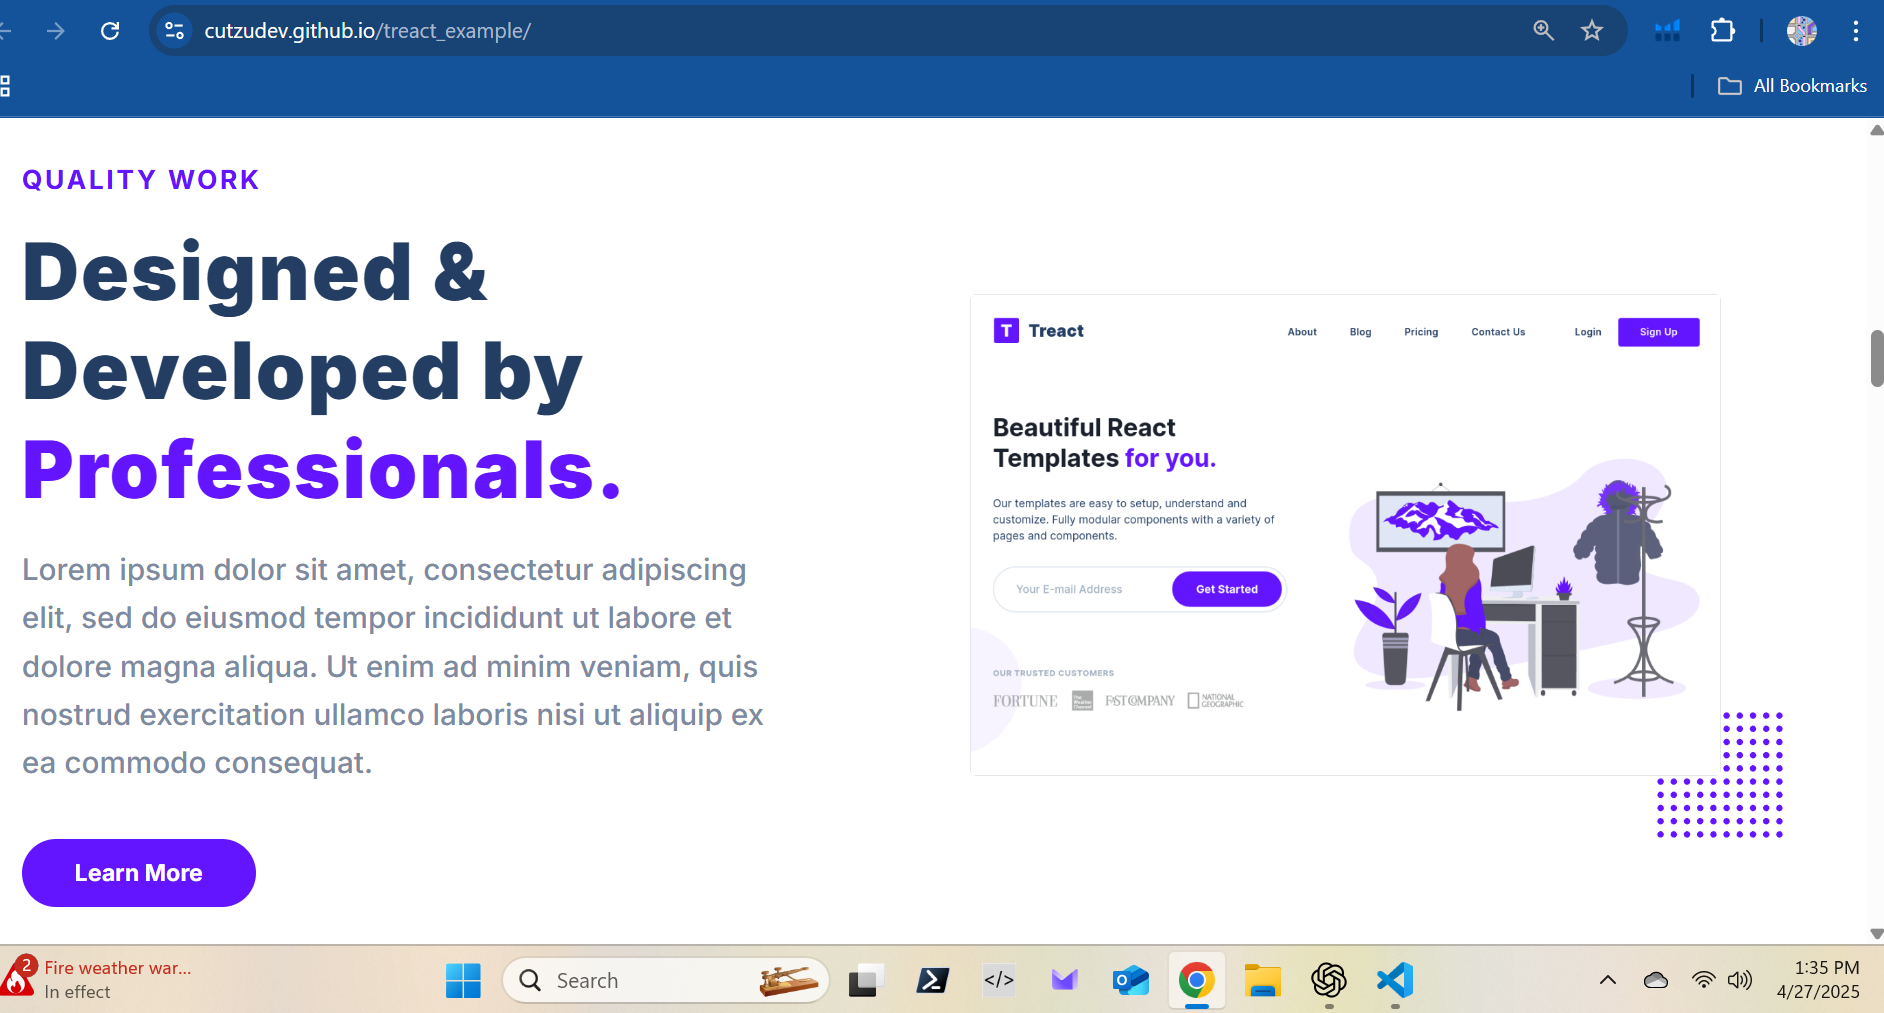 cutzudev.github.io/treact_example/
All Bookmarks
QUALITY WORK
Designed &
Developed by
Professionals.
Lorem ipsum dolor sit amet, consectetur adipiscing
elit, sed do eiusmod tempor incididunt ut labore et
dolore magna aliqua. Ut enim ad minim veniam, quis
nostrud exercitation ullamco laboris nisi ut aliquip ex
ea commodo consequat.
Learn More
T Treact
About Blog Pricing Contact Us Login Sign Up
Beautiful React
Templates for you.
Our templates are easy to setup, understand and
customize. Fully modular components with a variety of
pages and components.
Your E-mail Address Get Started
OUR TRUSTED CUSTOMERS
FORTUNE
The
Weather
Channel
FAST COMPANY
NATIONAL
GEOGRAPHIC
2
Fire weather war...
In effect
Search
</>
1:35 PM
4/27/2025